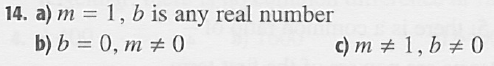 14. a) m = 1, b is any real number
b) b = 0, m ≠ 0 c) m ≠ 1, b ≠ 0